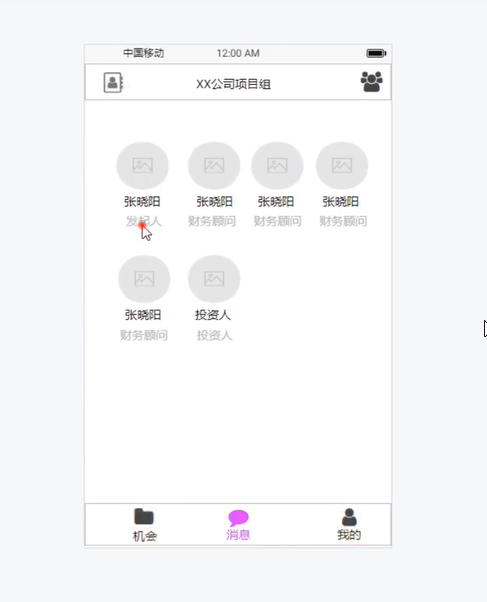 中国移动 12:00 AM
XX公司项目组
张晓阳 张晓阳 张晓阳 张晓阳
发起人 财务顾问 财务顾问 财务顾问
张晓阳 投资人
财务顾问 投资人
机会 消息 我的